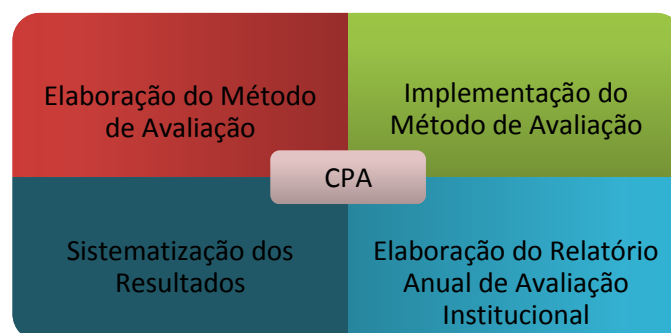 Elaboração do Método
de Avaliação
Implementação do
Método de Avaliação
CPA
Sistematização dos
Resultados
Elaboração do Relatório
Anual de Avaliação
Institucional